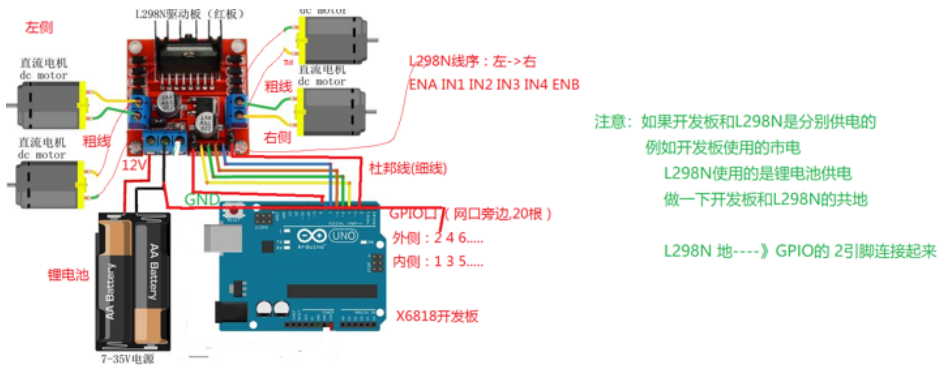 左侧
L298N驱动板（红板）
dc motor
直流电机
dc motor
粗线
直流电机
dc motor
粗线
右侧
直流电机
dc motor
12V
GND
杜邦线(细线)
L298N线序：左->右
ENA IN1 IN2 IN3 IN4 ENB
GPIO口（网口旁边,20根）
外侧：2 4 6.....
内侧：1 3 5.....
X6818开发板
UNO
Arduino
锂电池
AA Battery
AA Battery
7-35V电源
注意：如果开发板和L298N是分别供电的
例如开发板使用的市电
L298N使用的是锂电池供电
做一下开发板和L298N的共地
L298N 地----》GPIO的 2引脚连接起来